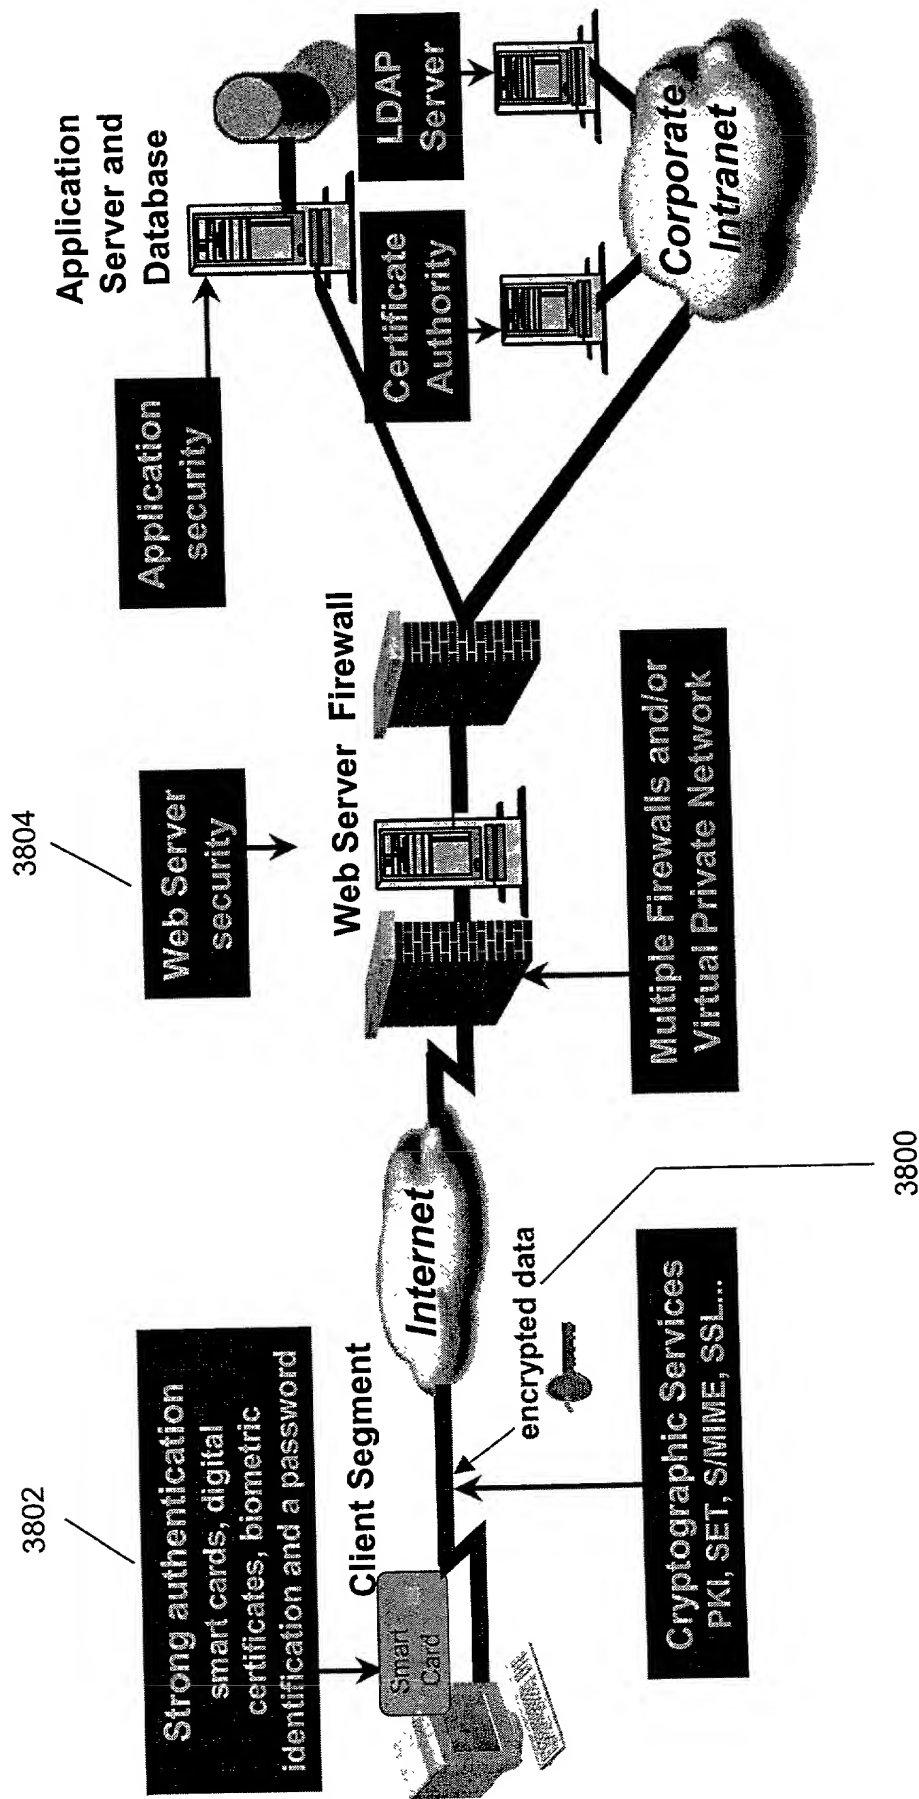 3802
Strong authentication
smart cards, digital
certificates, biometric
identification and a password
3804
Web Server
security
Application
security
Application
Server and
Database
Client Segment
Smart
Card
Internet
Web Server
Firewall
Certificate
Authority
LDAP
Server
Corporate
Intranet
encrypted data
Cryptographic Services
PKI, SET, S/MIME, SSL...
3800
Multiple Firewalls and/or
Virtual Private Network